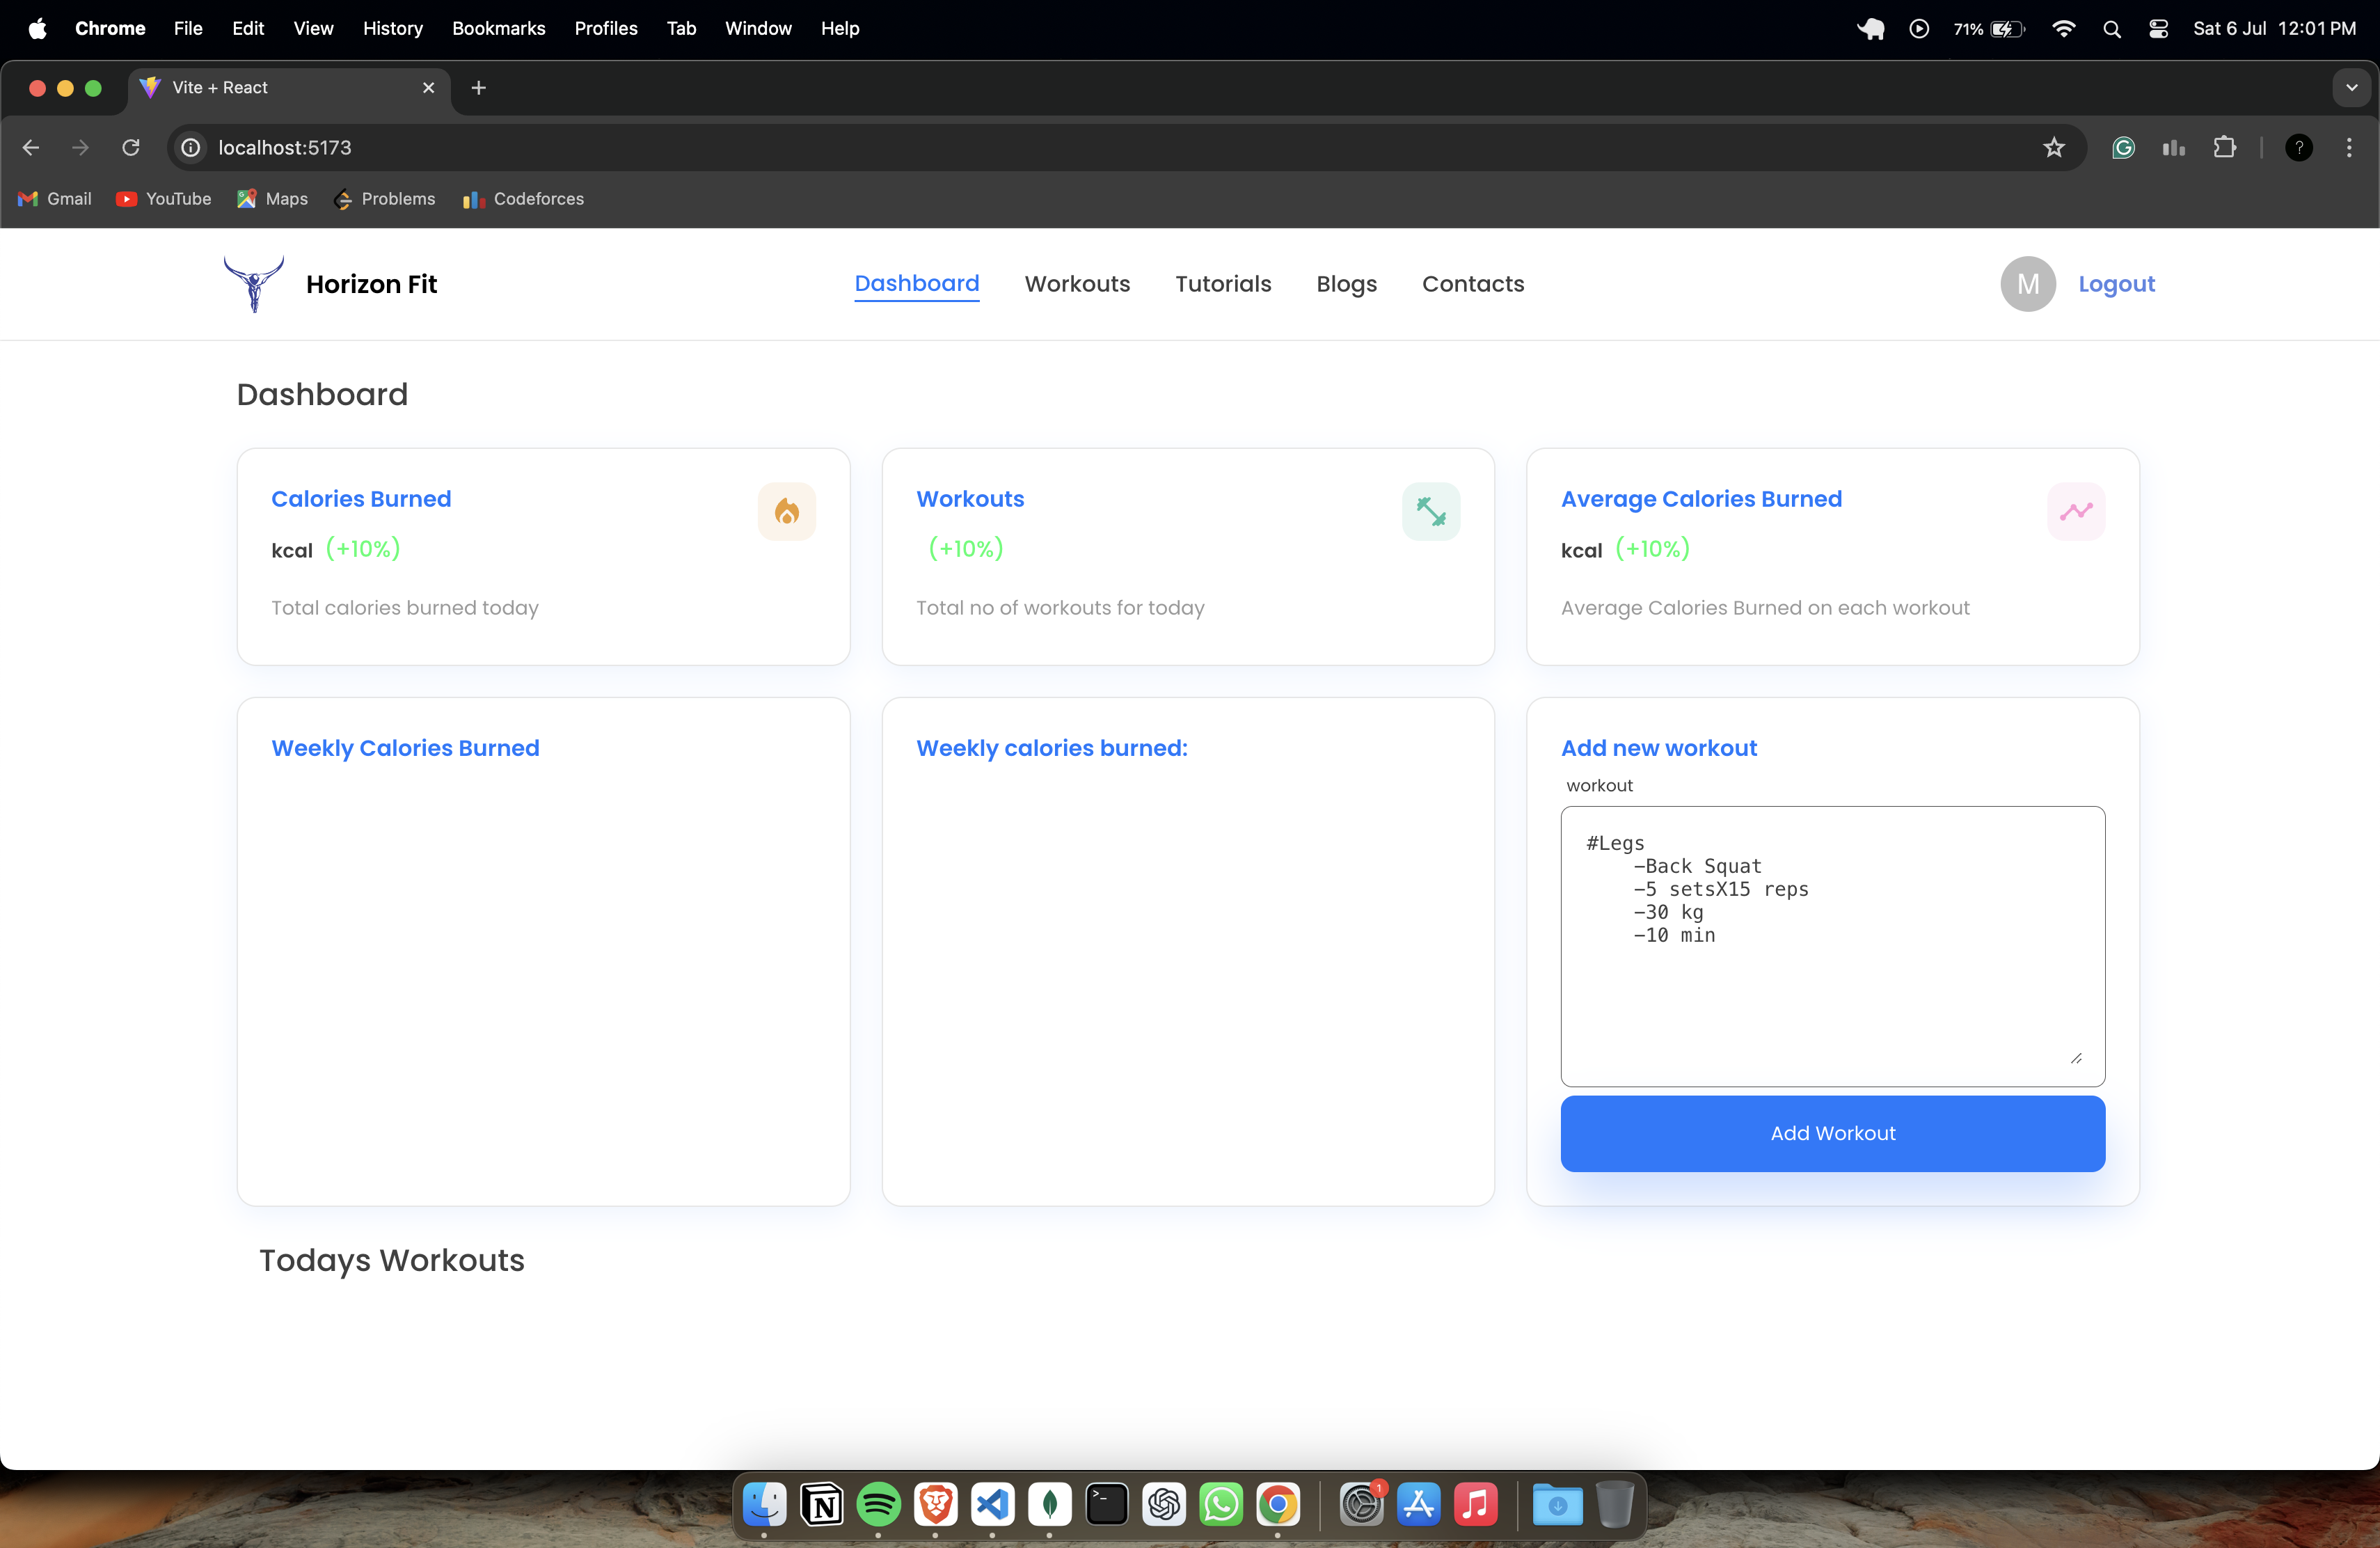 Chrome File Edit View History Bookmarks Profiles Tab Window Help 71% Sat 6 Jul 12:01 PM
Vite + React
localhost:5173
Gmail YouTube Maps Problems Codeforces
Horizon Fit Dashboard Workouts Tutorials Blogs Contacts M Logout
Dashboard
Calories Burned
kcal (+10%)
Total calories burned today
Workouts
(+10%)
Total no of workouts for today
Average Calories Burned
kcal (+10%)
Average Calories Burned on each workout
Weekly Calories Burned
Weekly calories burned:
Add new workout
workout
#Legs
-Back Squat
-5 setsX15 reps
-30 kg
-10 min
Add Workout
Todays Workouts
1